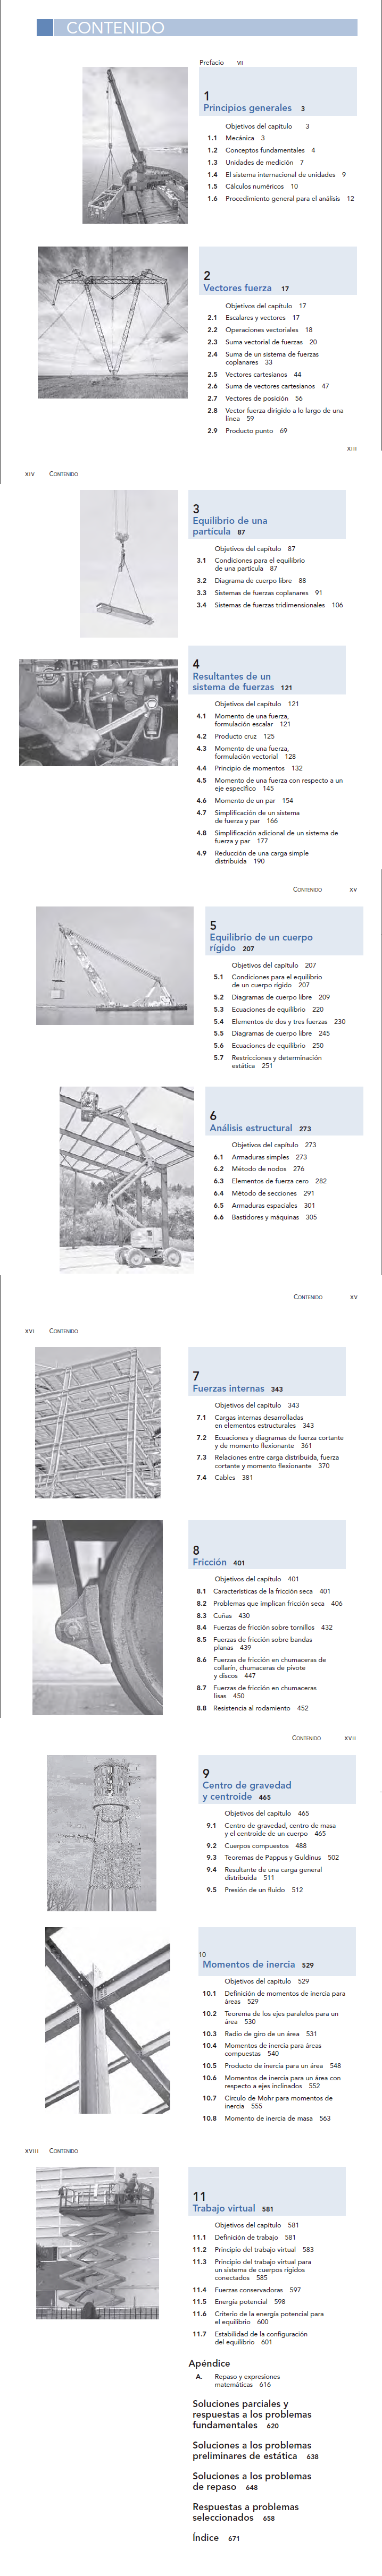 CONTENIDO
Prefacio VI
1
Principios generales 3
Objetivos del capítulo 3
1.1 Mecánica 3
1.2 Conceptos fundamentales 4
1.3 Unidades de medición 7
1.4 El sistema internacional de unidades 9
1.5 Cálculos numéricos 10
1.6 Procedimiento general para el análisis 12
2
Vectores fuerza 17
Objetivos del capítulo 17
2.1 Escalares y vectores 17
2.2 Operaciones vectoriales 18
2.3 Suma vectorial de fuerzas 20
2.4 Suma de un sistema de fuerzas
coplanares 33
2.5 Vectores cartesianos 44
2.6 Suma de vectores cartesianos 47
2.7 Vectores de posición 56
2.8 Vector fuerza dirigido a lo largo de una
línea 59
2.9 Producto punto 69
XIII
XIV CONTENIDO
3
Equilibrio de una
partícula 87
Objetivos del capítulo 87
3.1 Condiciones para el equilibrio
de una partícula 87
3.2 Diagrama de cuerpo libre 88
3.3 Sistemas de fuerzas coplanares 91
3.4 Sistemas de fuerzas tridimensionales 106
4
Resultantes de un
sistema de fuerzas 121
Objetivos del capítulo 121
4.1 Momento de una fuerza,
formulación escalar 121
4.2 Producto cruz 125
4.3 Momento de una fuerza,
formulación vectorial 128
4.4 Principio de momentos 132
4.5 Momento de una fuerza con respecto a un
eje específico 145
4.6 Momento de un par 154
4.7 Simplificación de un sistema
de fuerza y par 166
4.8 Simplificación adicional de un sistema de
fuerza y par 177
4.9 Reducción de una carga simple
distribuida 190
CONTENIDO XV
5
Equilibrio de un cuerpo
rígido 207
Objetivos del capítulo 207
5.1 Condiciones para el equilibrio
de un cuerpo rígido 207
5.2 Diagramas de cuerpo libre 209
5.3 Ecuaciones de equilibrio 220
5.4 Elementos de dos y tres fuerzas 230
5.5 Diagramas de cuerpo libre 245
5.6 Ecuaciones de equilibrio 250
5.7 Restricciones y determinación
estática 251
6
Análisis estructural 273
Objetivos del capítulo 273
6.1 Armaduras simples 273
6.2 Método de nodos 276
6.3 Elementos de fuerza cero 282
6.4 Método de secciones 291
6.5 Armaduras espaciales 301
6.6 Bastidores y máquinas 305
CONTENIDO XV
XVI CONTENIDO
7
Fuerzas internas 343
Objetivos del capítulo 343
7.1 Cargas internas desarrolladas
en elementos estructurales 343
7.2 Ecuaciones y diagramas de fuerza cortante
y de momento flexionante 361
7.3 Relaciones entre carga distribuida, fuerza
cortante y momento flexionante 370
7.4 Cables 381
8
Fricción 401
Objetivos del capítulo 401
8.1 Características de la fricción seca 401
8.2 Problemas que implican fricción seca 406
8.3 Cuñas 430
8.4 Fuerzas de fricción sobre tornillos 432
8.5 Fuerzas de fricción sobre bandas
planas 439
8.6 Fuerzas de fricción en chumaceras de
collarín, chumaceras de pivote
y discos 447
8.7 Fuerzas de fricción en chumaceras
lisas 450
8.8 Resistencia al rodamiento 452
CONTENIDO XVII
9
Centro de gravedad
y centroide 465
Objetivos del capítulo 465
9.1 Centro de gravedad, centro de masa
y el centroide de un cuerpo 465
9.2 Cuerpos compuestos 488
9.3 Teoremas de Pappus y Guldinus 502
9.4 Resultante de una carga general
distribuida 511
9.5 Presión de un fluido 512
10
Momentos de inercia 529
Objetivos del capítulo 529
10.1 Definición de momentos de inercia para
áreas 529
10.2 Teorema de los ejes paralelos para un
área 530
10.3 Radio de giro de un área 531
10.4 Momentos de inercia para áreas
compuestas 540
10.5 Producto de inercia para un área 548
10.6 Momentos de inercia para un área con
respecto a ejes inclinados 552
10.7 Círculo de Mohr para momentos de
inercia 555
10.8 Momento de inercia de masa 563
XVIII CONTENIDO
11
Trabajo virtual 581
Objetivos del capítulo 581
11.1 Definición de trabajo 581
11.2 Principio del trabajo virtual 583
11.3 Principio del trabajo virtual para
un sistema de cuerpos rígidos
conectados 585
11.4 Fuerzas conservadoras 597
11.5 Energía potencial 598
11.6 Criterio de la energía potencial para
el equilibrio 600
11.7 Estabilidad de la configuración
del equilibrio 601
Apéndice
A. Repaso y expresiones
matemáticas 616
Soluciones parciales y
respuestas a los problemas
fundamentales 620
Soluciones a los problemas
preliminares de estática 638
Soluciones a los problemas
de repaso 648
Respuestas a problemas
seleccionados 658
Índice 671